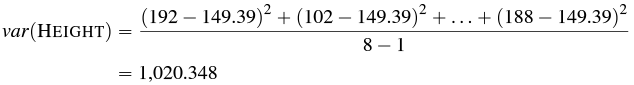 var(HEIGHT) = \frac{(192 − 149.39)^2 + (102 − 149.39)^2 + … + (188 − 149.39)^2}{8 − 1}
= 1,020.348